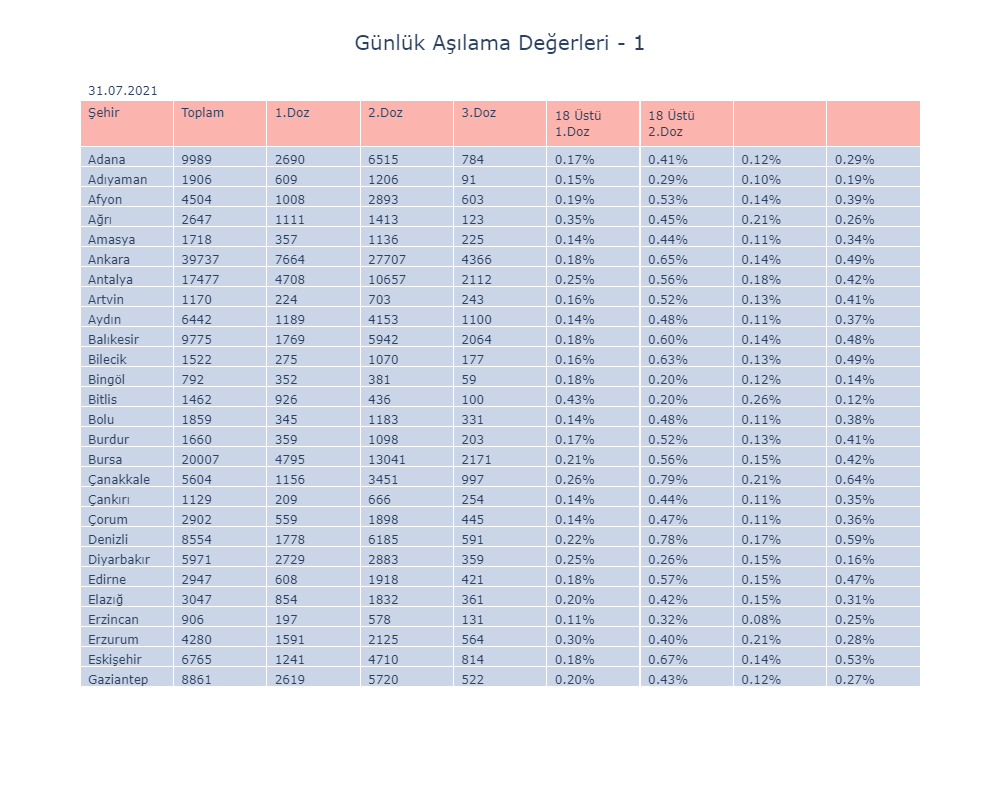 Günlük Aşılama Değerleri - 1
31.07.2021
Şehir Toplam 1.Doz 2.Doz 3.Doz 18 Üstü 18 Üstü
1.Doz 2.Doz
Adana 9989 2690 6515 784 0.17% 0.41% 0.12% 0.29%
Adıyaman 1906 609 1206 91 0.15% 0.29% 0.10% 0.19%
Afyon 4504 1008 2893 603 0.19% 0.53% 0.14% 0.39%
Ağrı 2647 1111 1413 123 0.35% 0.45% 0.21% 0.26%
Amasya 1718 357 1136 225 0.14% 0.44% 0.11% 0.34%
Ankara 39737 7664 27707 4366 0.18% 0.65% 0.14% 0.49%
Antalya 17477 4708 10657 2112 0.25% 0.56% 0.18% 0.42%
Artvin 1170 224 703 243 0.16% 0.52% 0.13% 0.41%
Aydın 6442 1189 4153 1100 0.14% 0.48% 0.11% 0.37%
Balıkesir 9775 1769 5942 2064 0.18% 0.60% 0.14% 0.48%
Bilecik 1522 275 1070 177 0.16% 0.63% 0.13% 0.49%
Bingöl 792 352 381 59 0.18% 0.20% 0.12% 0.14%
Bitlis 1462 926 436 100 0.43% 0.20% 0.26% 0.12%
Bolu 1859 345 1183 331 0.14% 0.48% 0.11% 0.38%
Burdur 1660 359 1098 203 0.17% 0.52% 0.13% 0.41%
Bursa 20007 4795 13041 2171 0.21% 0.56% 0.15% 0.42%
Çanakkale 5604 1156 3451 997 0.26% 0.79% 0.21% 0.64%
Çankırı 1129 209 666 254 0.14% 0.44% 0.11% 0.35%
Çorum 2902 559 1898 445 0.14% 0.47% 0.11% 0.36%
Denizli 8554 1778 6185 591 0.22% 0.78% 0.17% 0.59%
Diyarbakır 5971 2729 2883 359 0.25% 0.26% 0.15% 0.16%
Edirne 2947 608 1918 421 0.18% 0.57% 0.15% 0.47%
Elazığ 3047 854 1832 361 0.20% 0.42% 0.15% 0.31%
Erzincan 906 197 578 131 0.11% 0.32% 0.08% 0.25%
Erzurum 4280 1591 2125 564 0.30% 0.40% 0.21% 0.28%
Eskişehir 6765 1241 4710 814 0.18% 0.67% 0.14% 0.53%
Gaziantep 8861 2619 5720 522 0.20% 0.43% 0.12% 0.27%